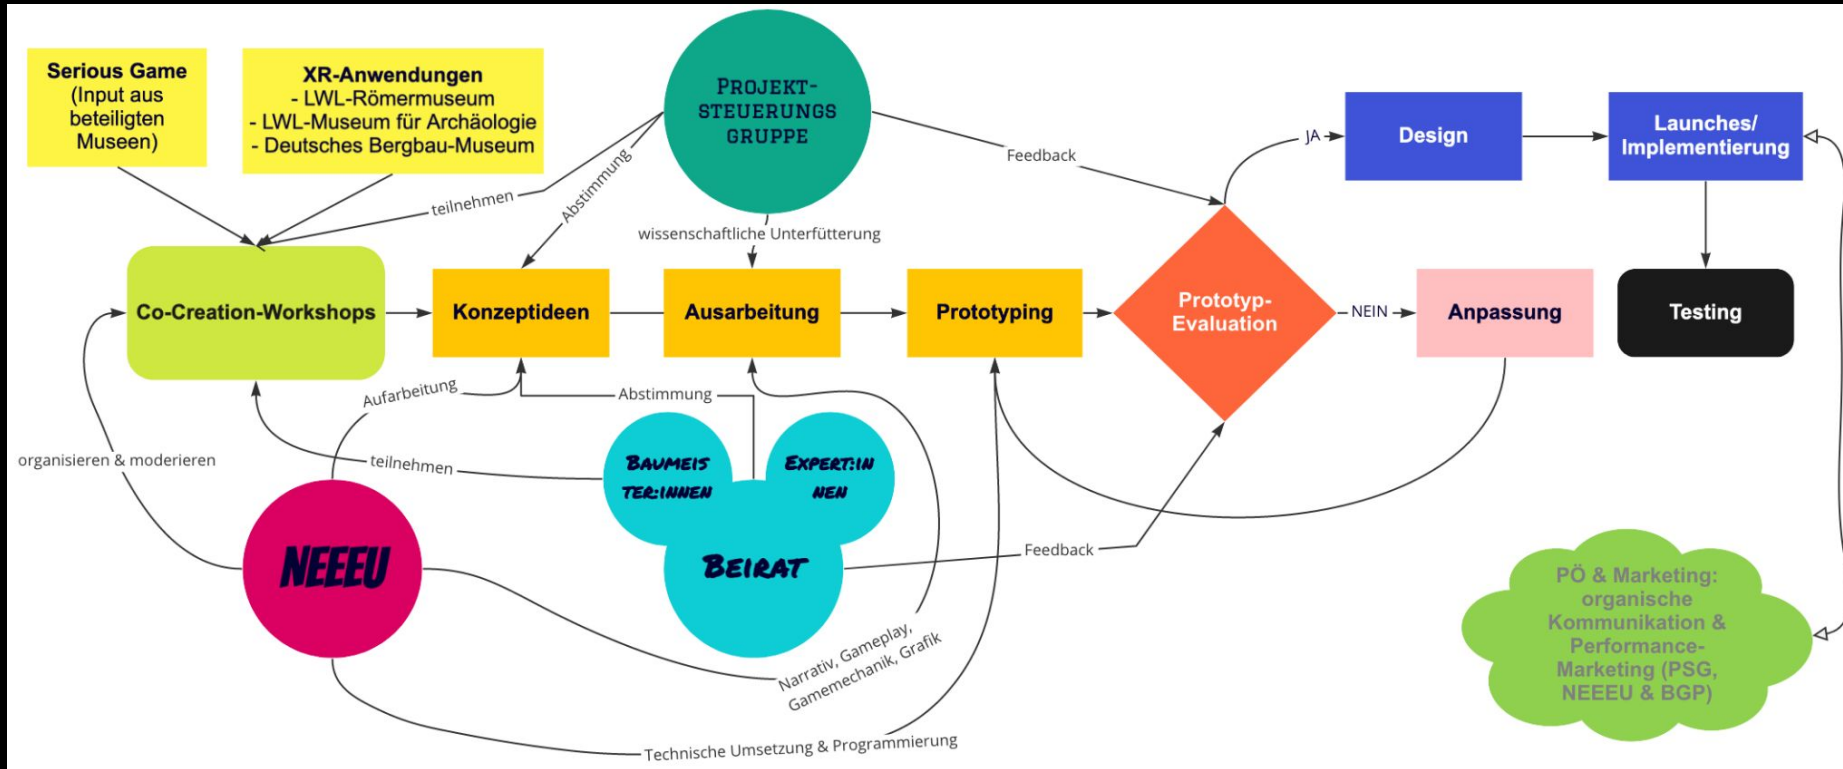 Serious Game
(Input aus
beteiligten
Museen)
XR-Anwendungen
- LWL-Römermuseum
- LWL-Museum für Archäologie
- Deutsches Bergbau-Museum
PROJEKT-
STEUERUNGS
GRUPPE
teilnehmen
Abstimmung
wissenschaftliche Unterfütterung
Feedback
JA
Design
Launches/
Implementierung
Co-Creation-Workshops
Konzeptideen
Ausarbeitung
Prototyping
Prototyp-
Evaluation
NEIN
Anpassung
Testing
Aufarbeitung
Abstimmung
organisieren & moderieren
teilnehmen
BAUMEIS
TER:INNEN
EXPERT:IN
NEN
NEEEU
BEIRAT
Feedback
Narrativ, Gameplay,
Gamemechanik, Grafik
Technische Umsetzung & Programmierung
PÖ & Marketing:
organische
Kommunikation &
Performance-
Marketing (PSG,
NEEEU & BGP)